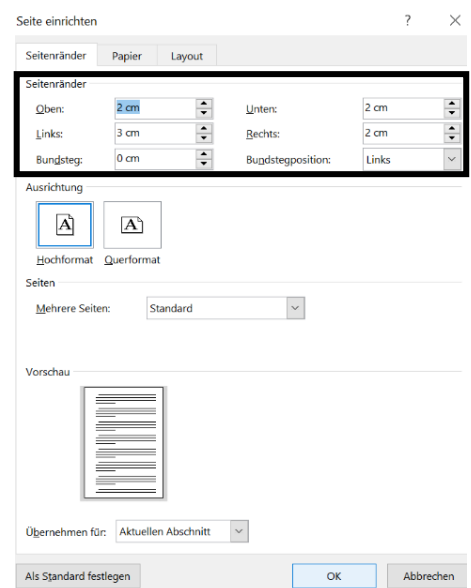 Seite einrichten ?
Seitenränder Papier Layout
Seitenränder
Oben: 2 cm Unten: 2 cm
Links: 3 cm Rechts: 2 cm
Bundsteg: 0 cm Bundstegposition: Links
Ausrichtung
A A
Hochformat Querformat
Seiten
Mehrere Seiten: Standard
Vorschau
Übernehmen für: Aktuellen Abschnitt
Als Standard festlegen OK Abbrechen